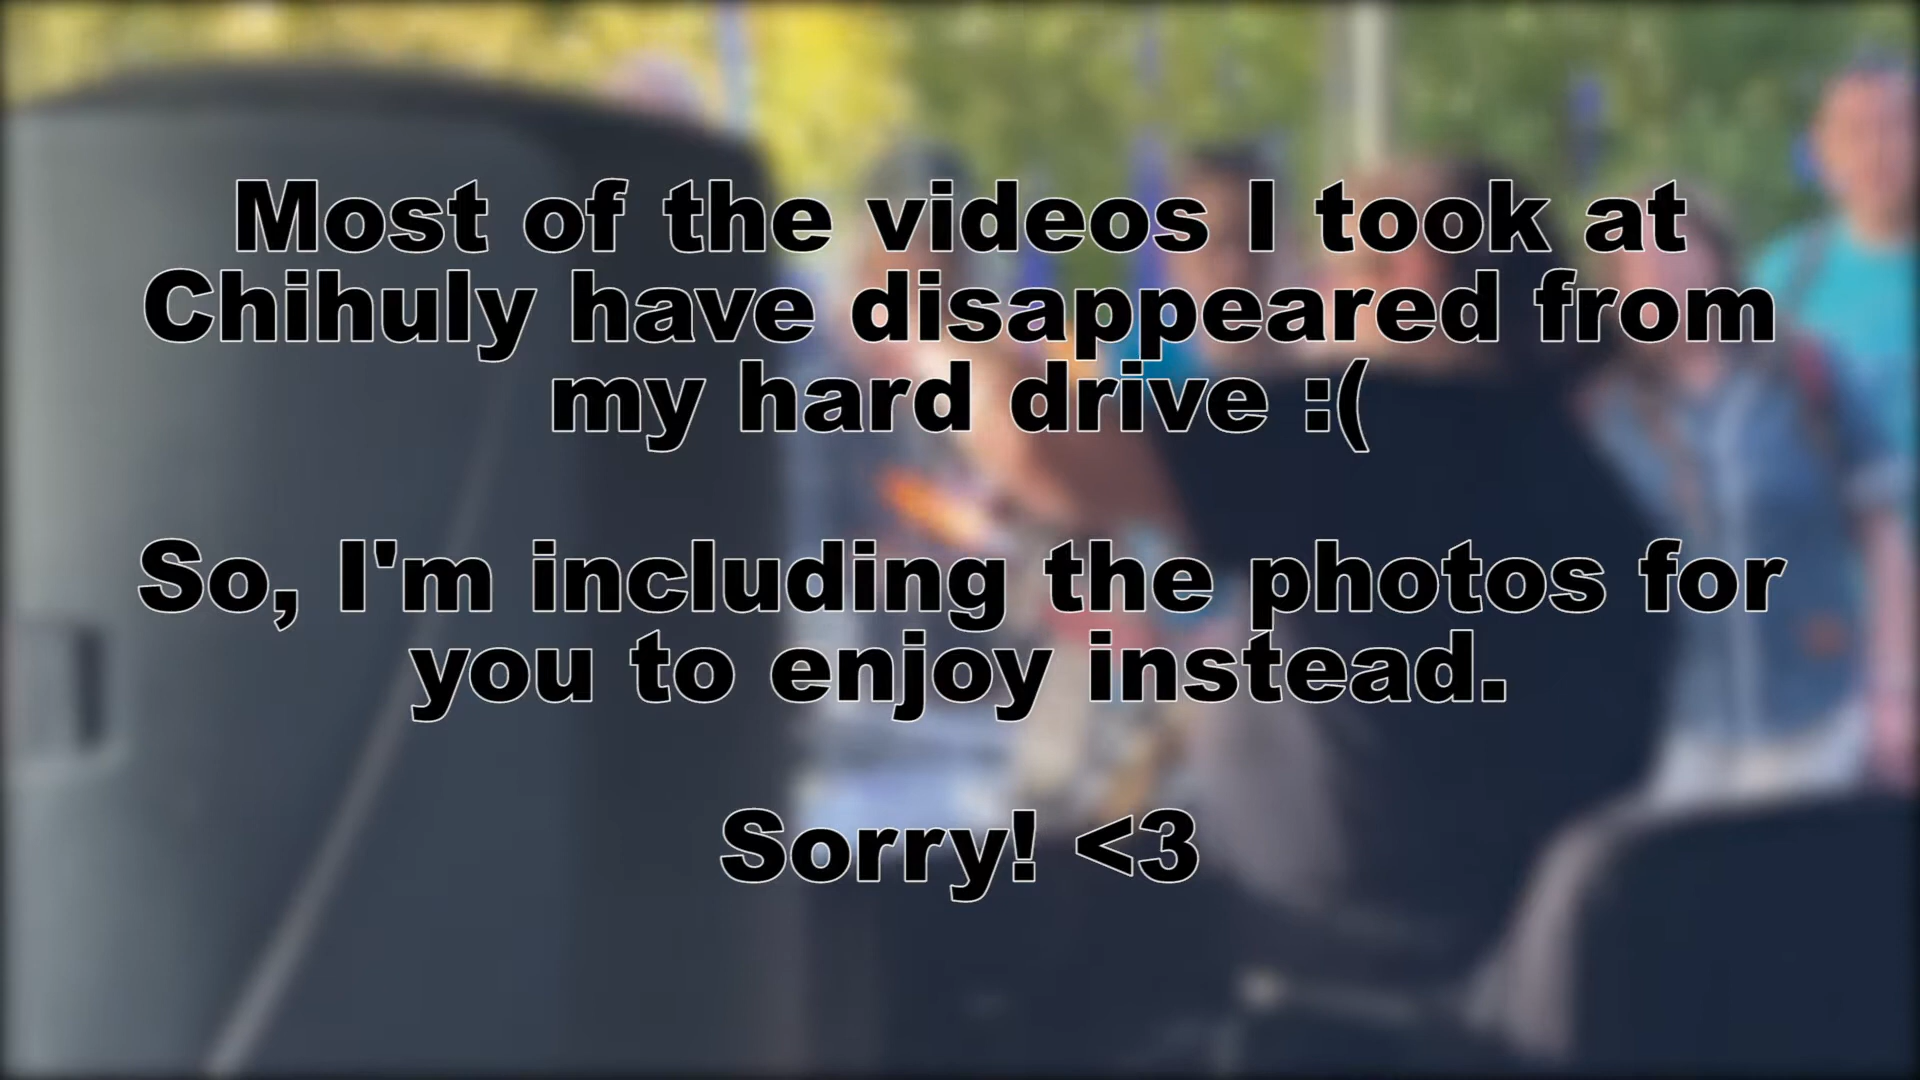 Most of the videos I took at
Chihuly have disappeared from
my hard drive :(
So, I'm including the photos for
you to enjoy instead.
Sorry! <3